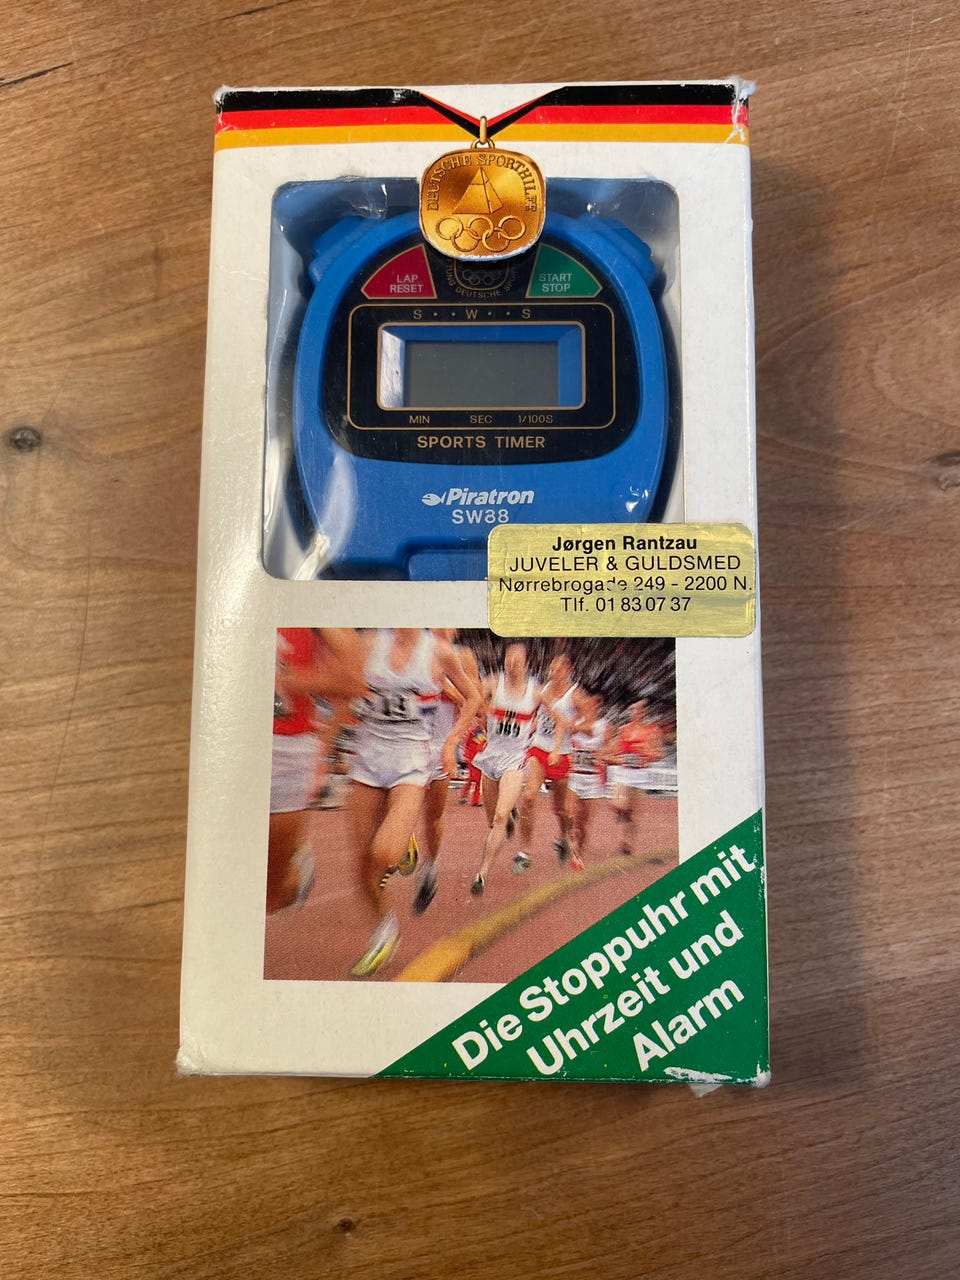 DEUTSCHE SPORTHILFE
LAP
RESET
START
STOP
DEUTSCHE
S · · W · · S
MIN SEC 1/100S
SPORTS TIMER
Piratron
SW88
Jørgen Rantzau
JUVELER & GULDSMED
Nørrebrogade 249 - 2200 N.
Tlf. 01 83 07 37
Die Stoppuhr mit
Uhrzeit und
Alarm